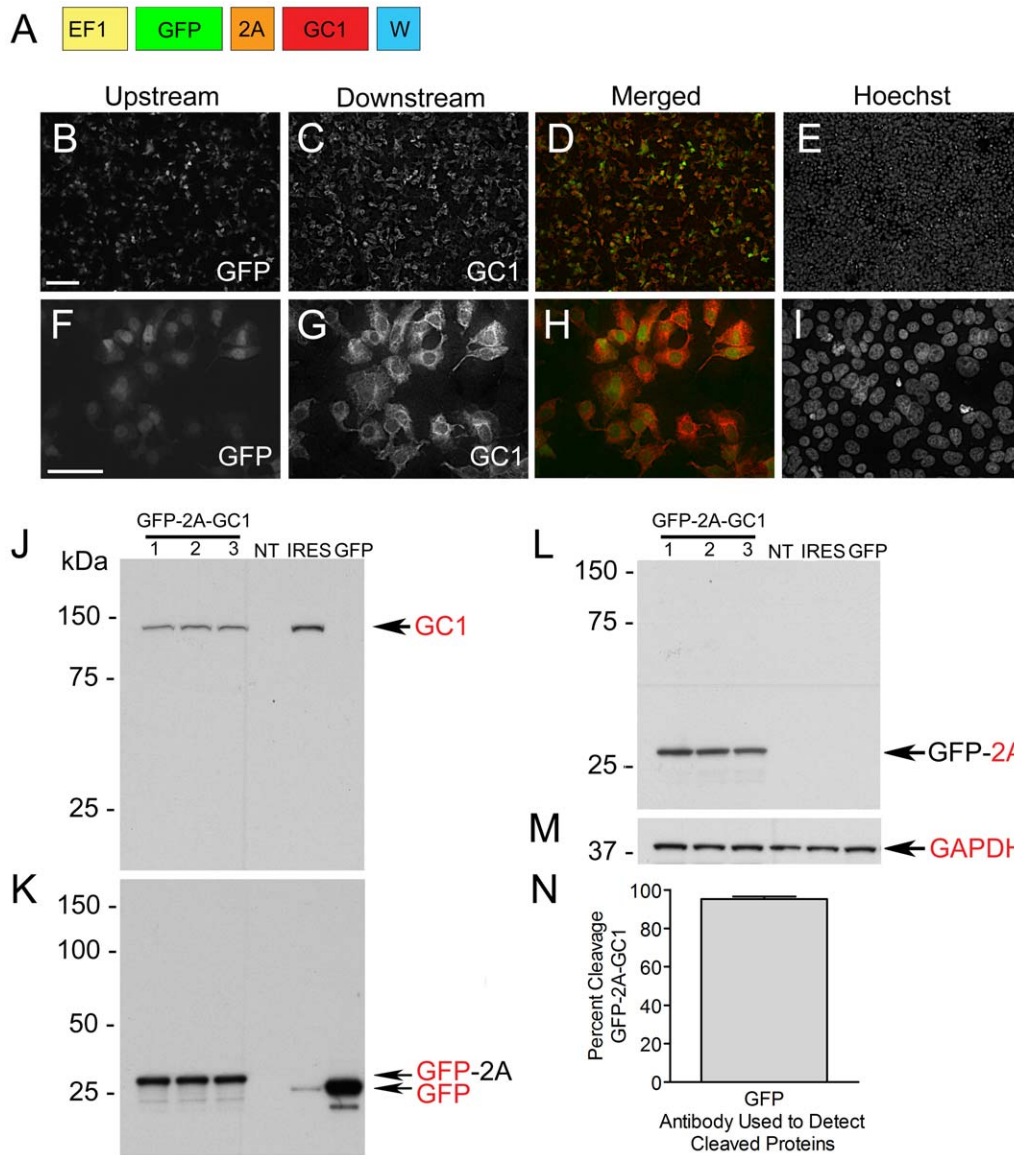 A EF1 GFP 2A GC1 W
Upstream Downstream Merged Hoechst
B GFP C GC1 D E
F GFP G GC1 H I
J
GFP-2A-GC1
kDa 1 2 3 NT IRES GFP
150 -
GC1
75 -
25 -
K
150 -
100 -
50 -
GFP-2A
25 - GFP
L
GFP-2A-GC1
1 2 3 NT IRES GFP
150 -
75 -
GFP-2A
25 -
M
37 - GAPDH
N
Percent Cleavage
GFP-2A-GC1
100
80
60
40
20
0
GFP
Antibody Used to Detect
Cleaved Proteins